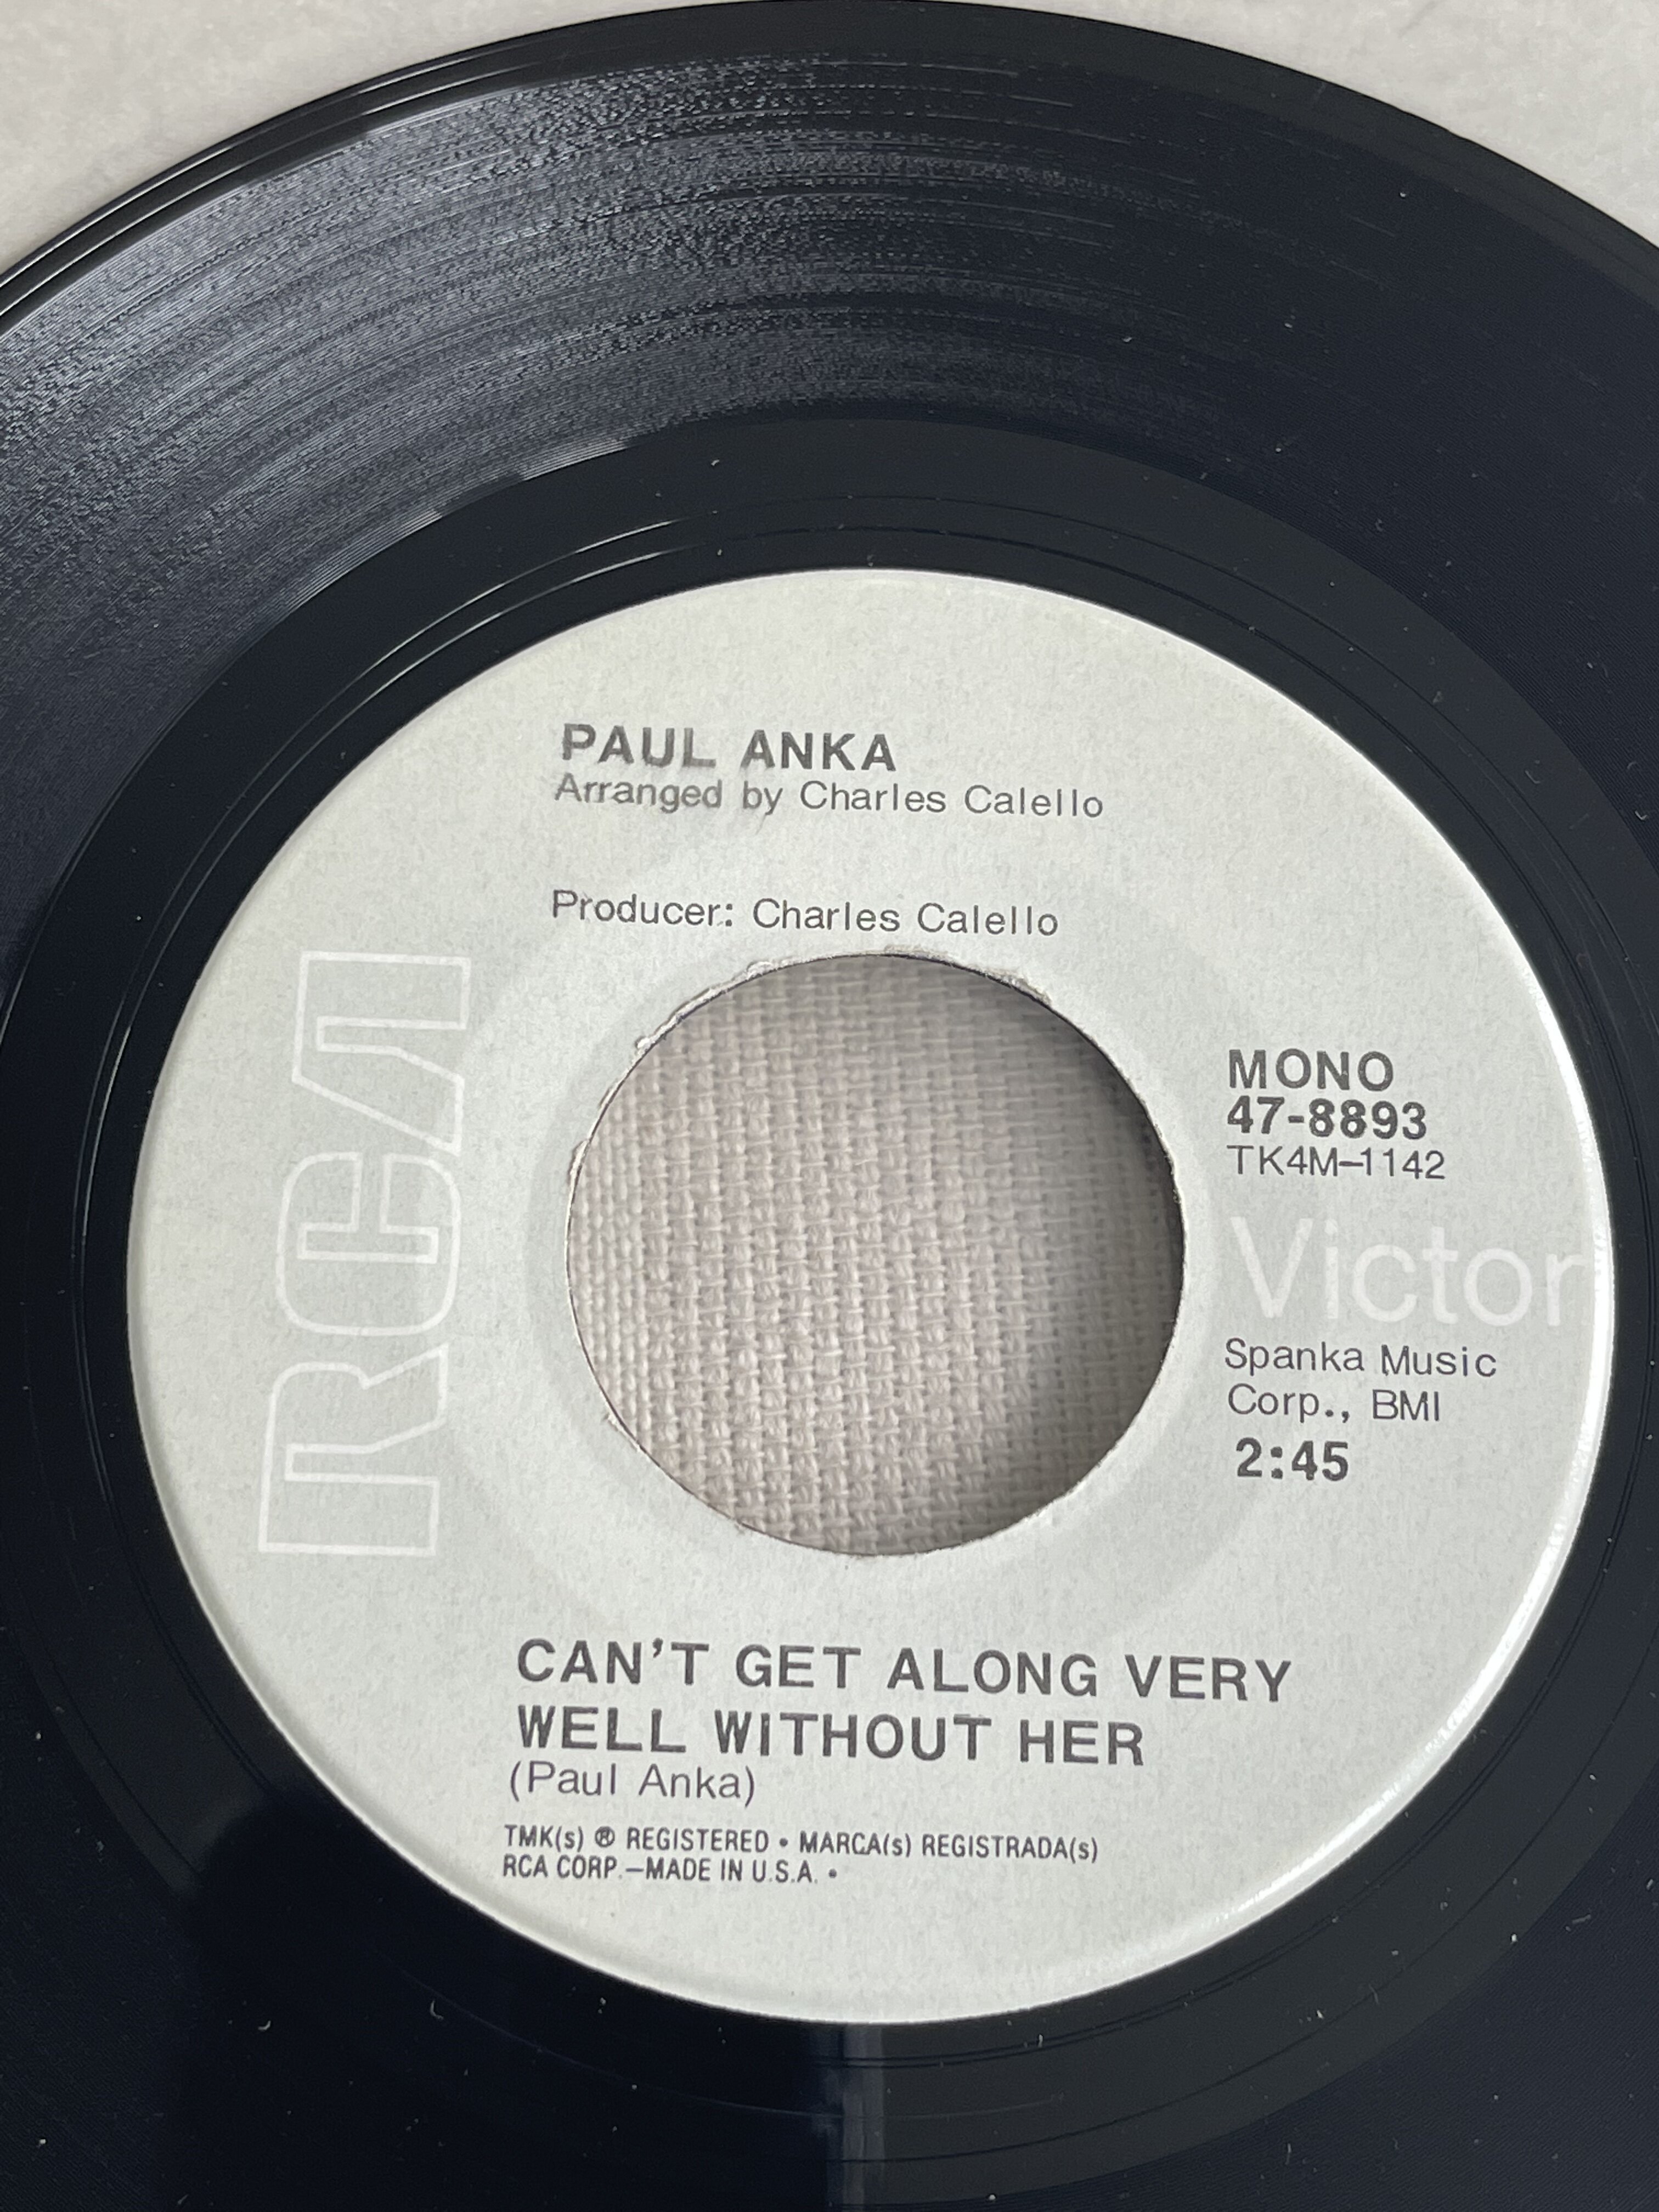 PAUL ANKA
Arranged by Charles Calello
Producer: Charles Calello
RCA
MONO
47-8893
TK4M-1142
Victor
Spanka Music
Corp., BMI
2:45
CAN'T GET ALONG VERY
WELL WITHOUT HER
(Paul Anka)
TMK(s) ® REGISTERED • MARCA(s) REGISTRADA(s)
RCA CORP.—MADE IN U.S.A. •